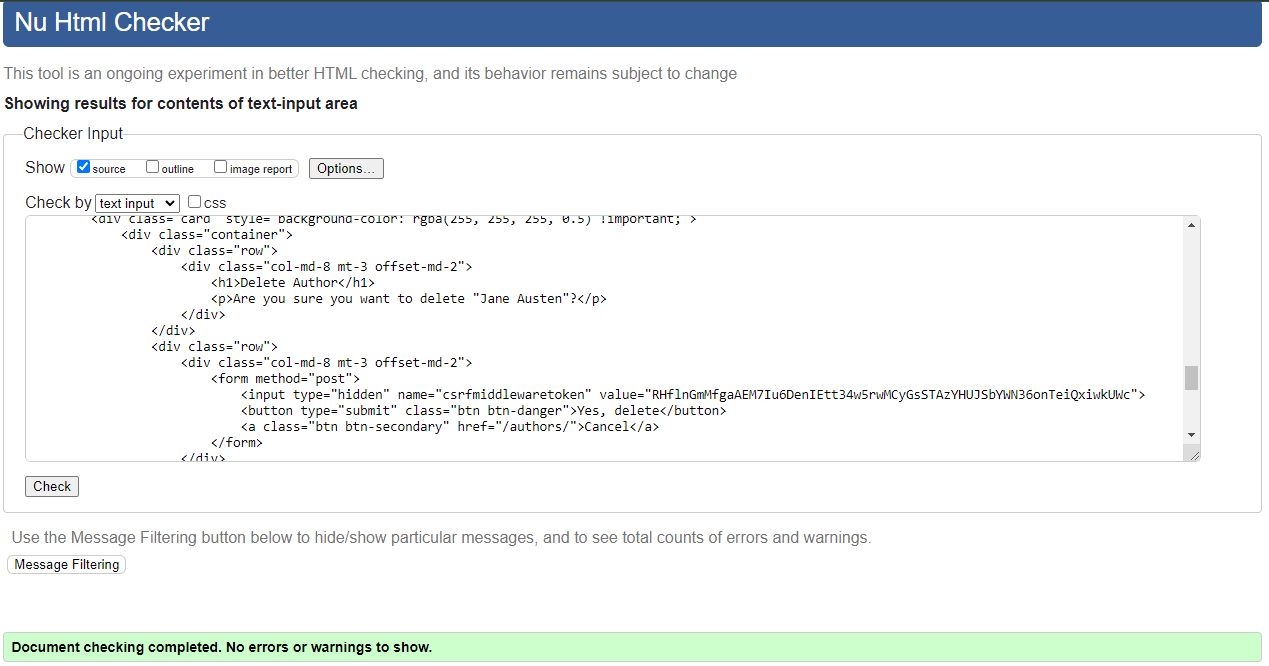 Nu Html Checker
This tool is an ongoing experiment in better HTML checking, and its behavior remains subject to change
Showing results for contents of text-input area
Checker Input
Show source outline image report Options...
Check by text input css
<div class="card" style="background-color: rgba(255, 255, 255, 0.5) !important;">
<div class="container">
<div class="row">
<div class="col-md-8 mt-3 offset-md-2">
<h1>Delete Author</h1>
<p>Are you sure you want to delete "Jane Austen"?</p>
</div>
</div>
<div class="row">
<div class="col-md-8 mt-3 offset-md-2">
<form method="post">
<input type="hidden" name="csrfmiddlewaretoken" value="RHflnGmMfgaAEM7Iu6DenIEtt34w5rwMCyGsSTAzYHUJSbYWN36onTeiQxiwkUWc">
<button type="submit" class="btn btn-danger">Yes, delete</button>
<a class="btn btn-secondary" href="/authors/">Cancel</a>
</form>
</div>
Check
Use the Message Filtering button below to hide/show particular messages, and to see total counts of errors and warnings.
Message Filtering
Document checking completed. No errors or warnings to show.